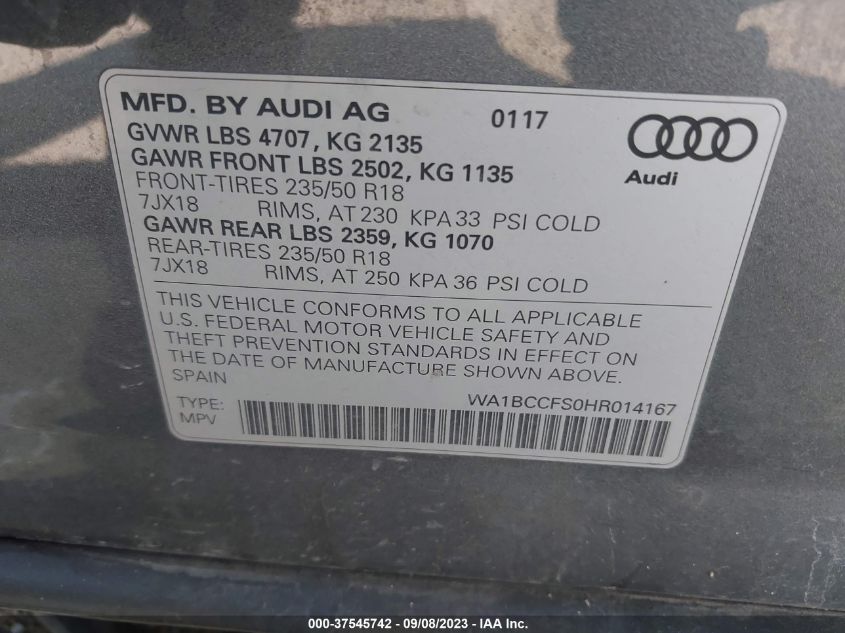 MFD. BY AUDI AG 0117
GVWR LBS 4707, KG 2135
GAWR FRONT LBS 2502, KG 1135
FRONT-TIRES 235/50 R18
7JX18 RIMS, AT 230 KPA 33 PSI COLD
GAWR REAR LBS 2359, KG 1070
REAR-TIRES 235/50 R18
7JX18 RIMS, AT 250 KPA 36 PSI COLD
Audi
THIS VEHICLE CONFORMS TO ALL APPLICABLE
U.S. FEDERAL MOTOR VEHICLE SAFETY AND
THEFT PREVENTION STANDARDS IN EFFECT ON
THE DATE OF MANUFACTURE SHOWN ABOVE.
SPAIN WA1BCCFS0HR014167
TYPE:
MPV
000-37545742 - 09/08/2023 - IAA Inc.